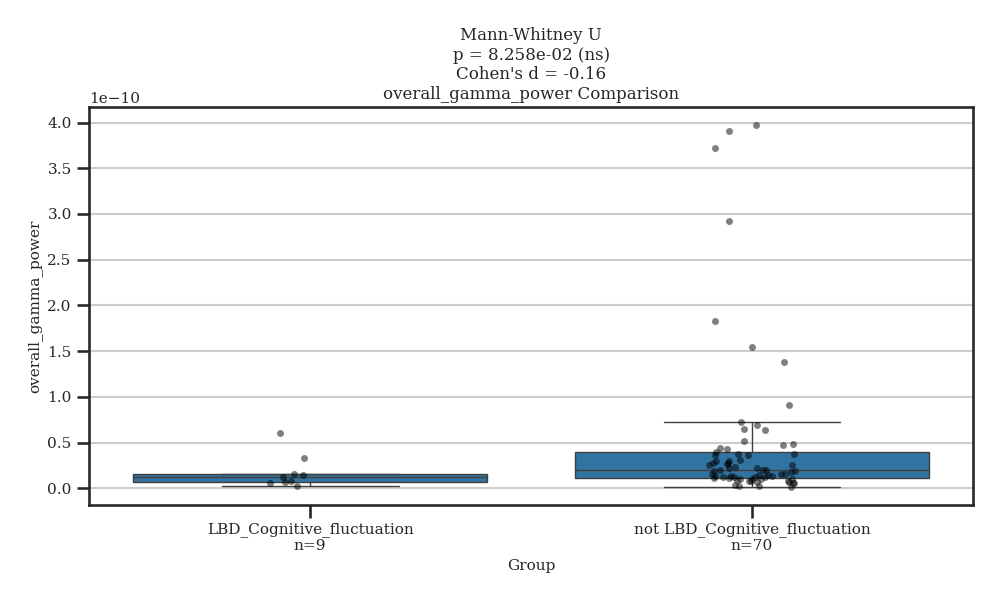 Mann-Whitney U
p = 8.258e-02 (ns)
Cohen's d = -0.16
overall_gamma_power Comparison
1e−10
4.0
3.5
3.0
2.5
2.0
1.5
1.0
0.5
0.0
overall_gamma_power
LBD_Cognitive_fluctuation
n=9
not LBD_Cognitive_fluctuation
n=70
Group